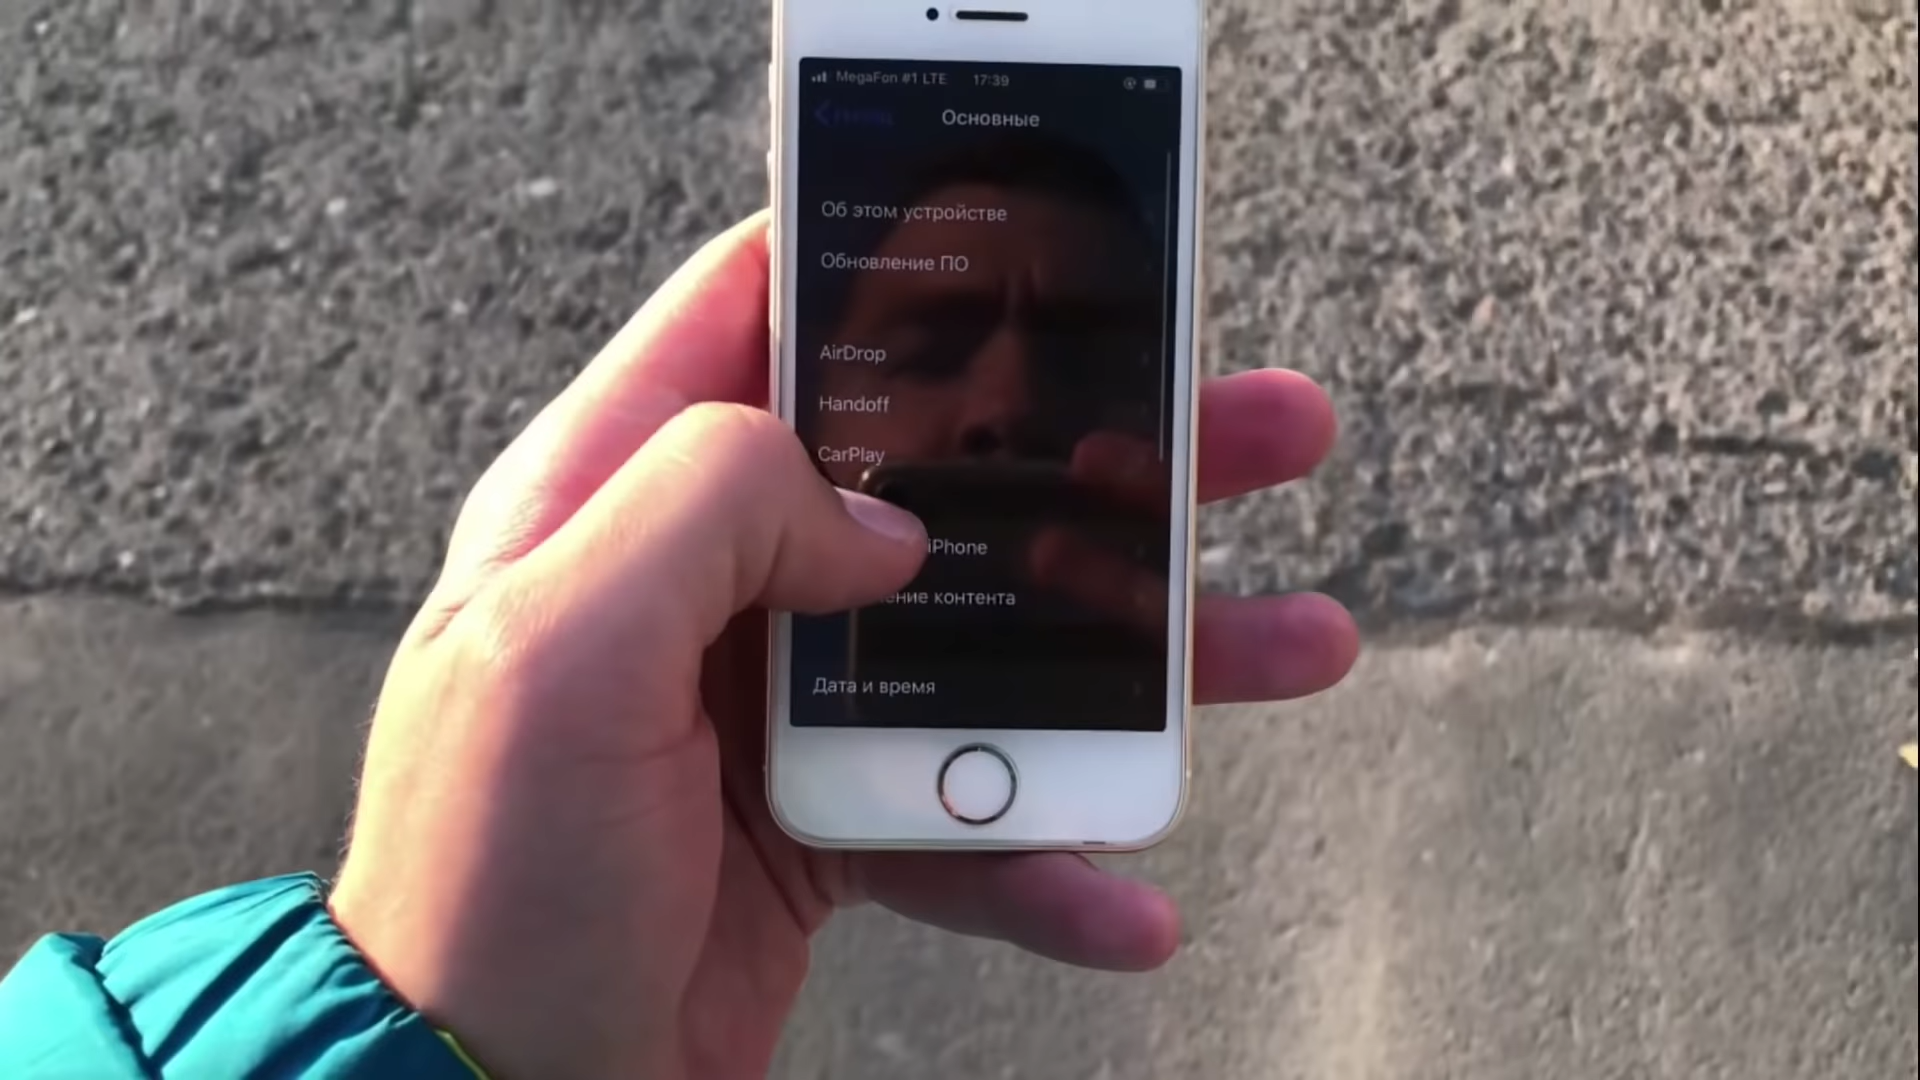 MegaFon #1 LTE 17:39
Основные
Об этом устройстве
Обновление ПО
AirDrop
Handoff
CarPlay
iPhone
контента
Дата и время